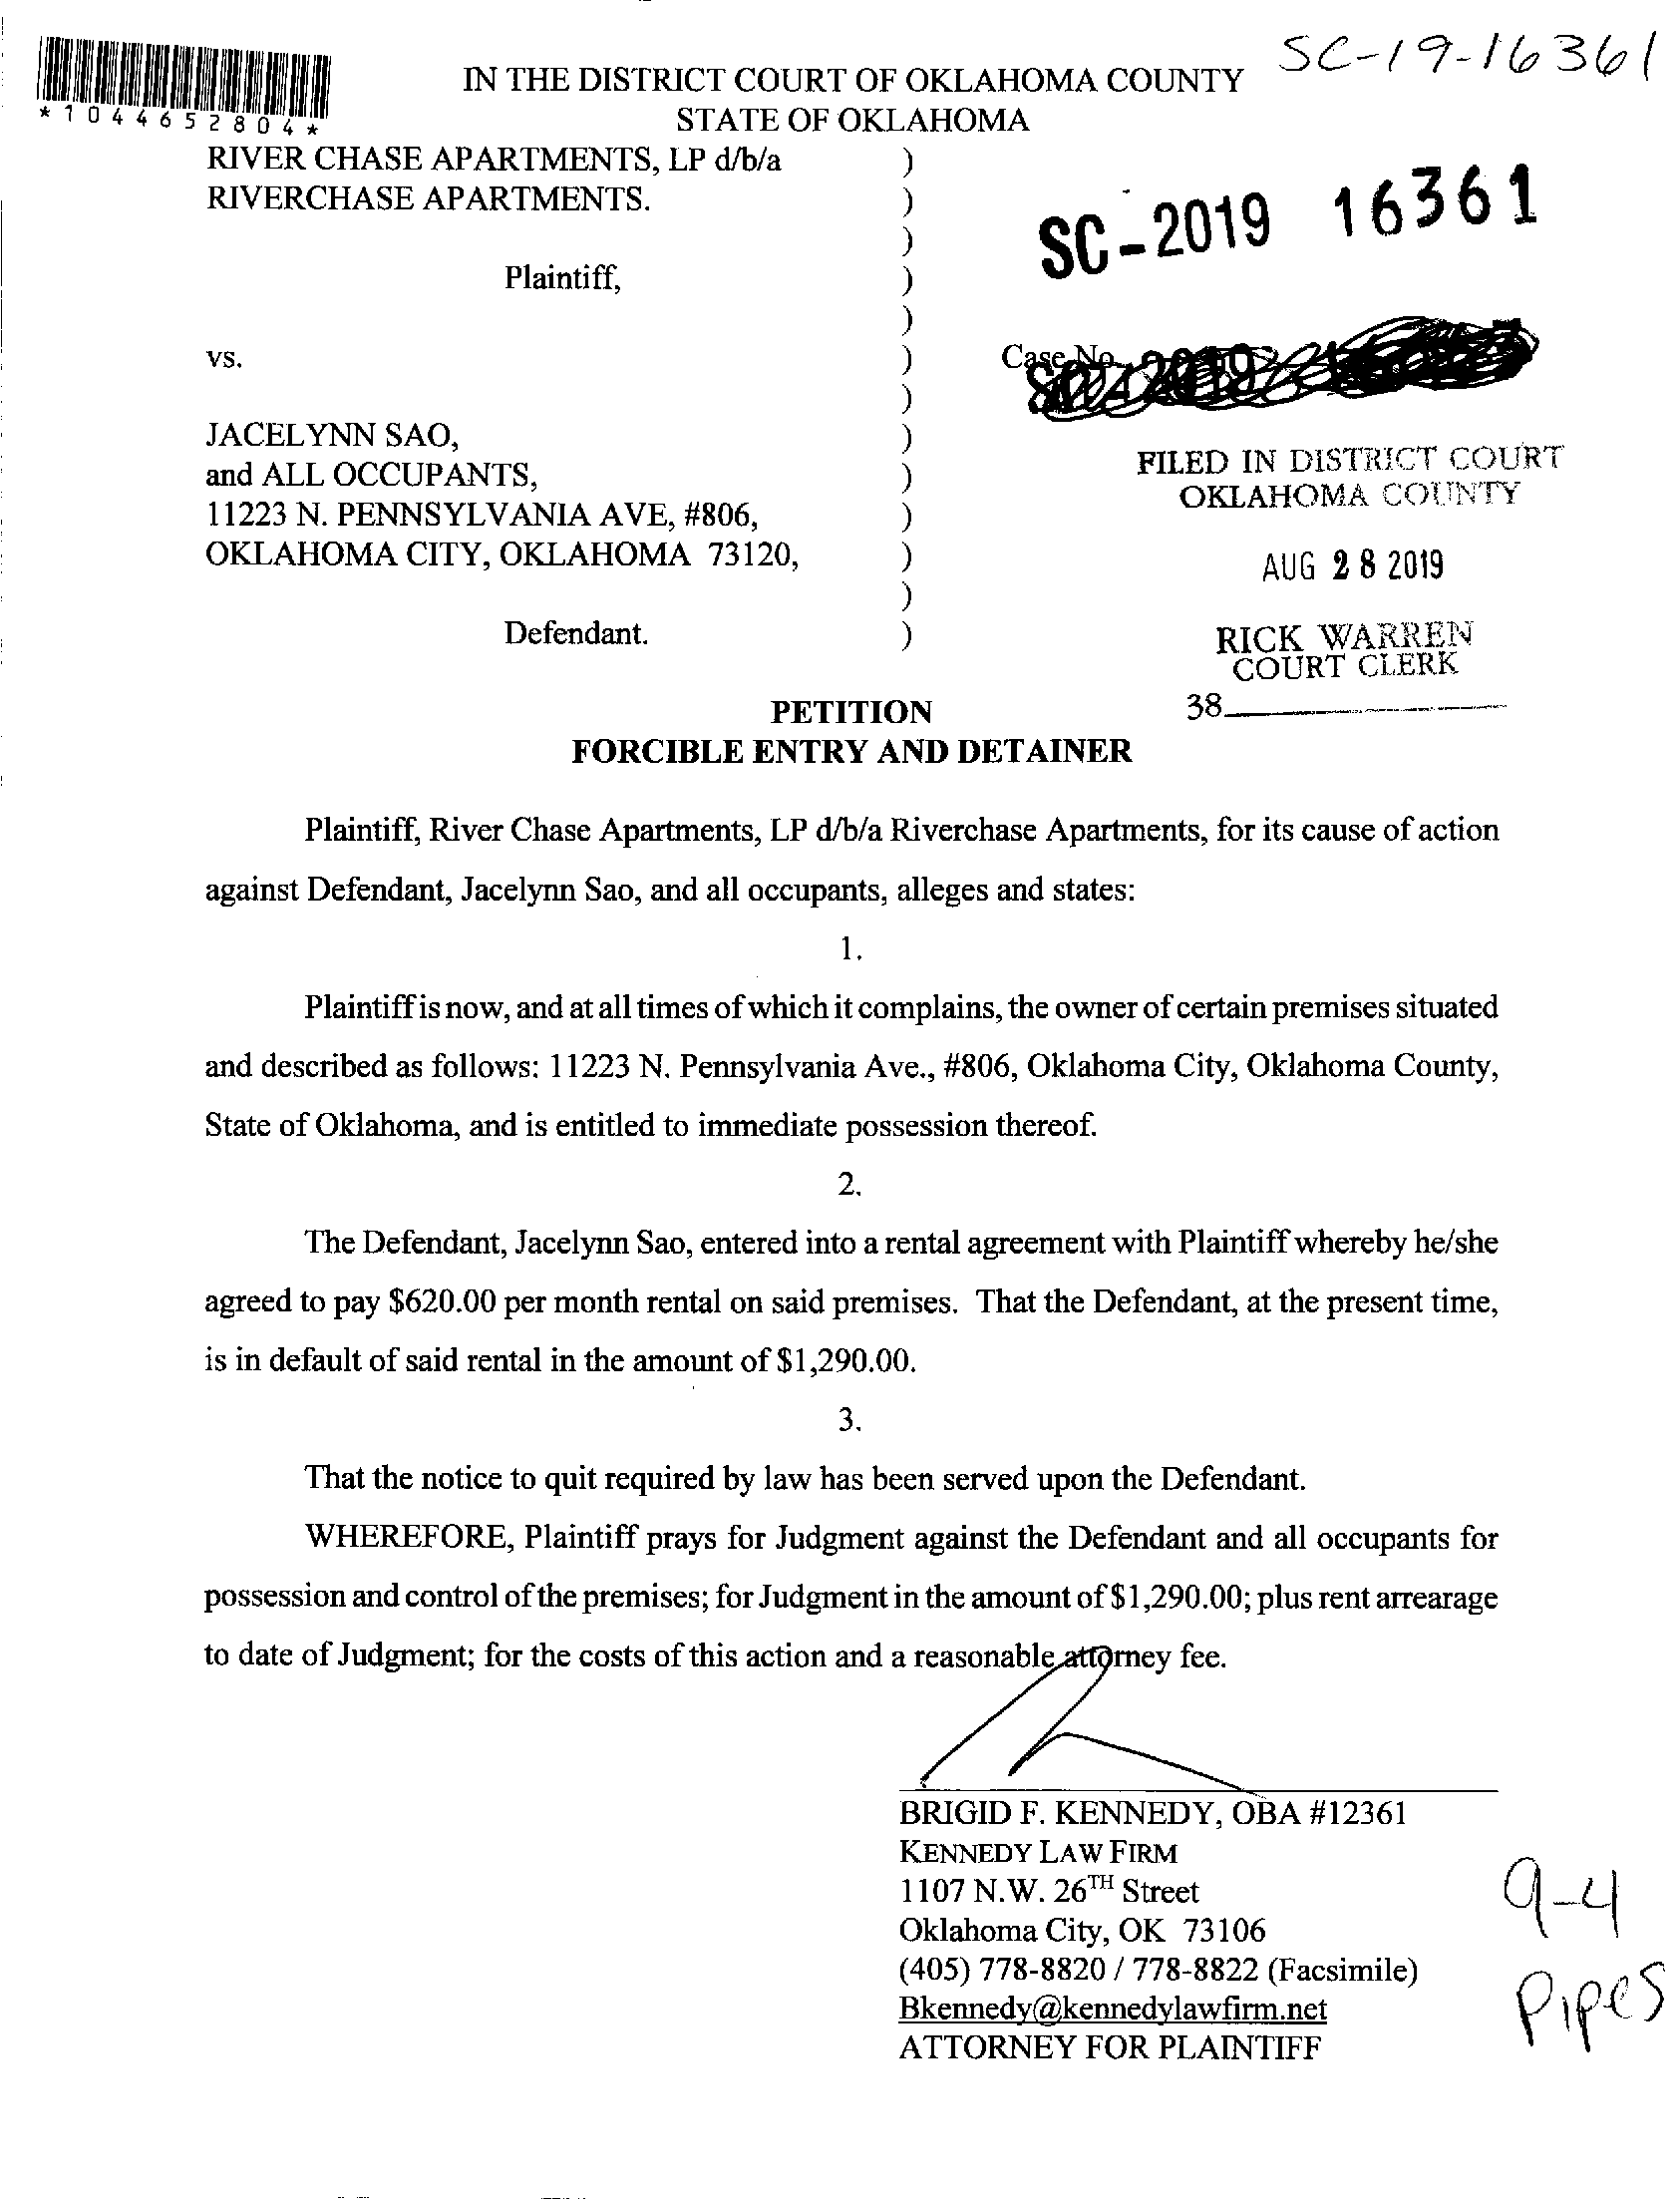 SC-19-16361
*1044652804*
IN THE DISTRICT COURT OF OKLAHOMA COUNTY
STATE OF OKLAHOMA
RIVER CHASE APARTMENTS, LP d/b/a )
RIVERCHASE APARTMENTS. )
)
Plaintiff, )
)
vs. )
)
JACELYNN SAO, )
and ALL OCCUPANTS, )
11223 N. PENNSYLVANIA AVE, #806, )
OKLAHOMA CITY, OKLAHOMA 73120, )
)
Defendant. )
SC-2019 16361
Case No.
FILED IN DISTRICT COURT
OKLAHOMA COUNTY
AUG 28 2019
RICK WARREN
COURT CLERK
38
PETITION
FORCIBLE ENTRY AND DETAINER
Plaintiff, River Chase Apartments, LP d/b/a Riverchase Apartments, for its cause of action
against Defendant, Jacelynn Sao, and all occupants, alleges and states:
1.
Plaintiff is now, and at all times of which it complains, the owner of certain premises situated
and described as follows: 11223 N. Pennsylvania Ave., #806, Oklahoma City, Oklahoma County,
State of Oklahoma, and is entitled to immediate possession thereof.
2.
The Defendant, Jacelynn Sao, entered into a rental agreement with Plaintiff whereby he/she
agreed to pay $620.00 per month rental on said premises. That the Defendant, at the present time,
is in default of said rental in the amount of $1,290.00.
3.
That the notice to quit required by law has been served upon the Defendant.
WHEREFORE, Plaintiff prays for Judgment against the Defendant and all occupants for
possession and control of the premises; for Judgment in the amount of $1,290.00; plus rent arrearage
to date of Judgment; for the costs of this action and a reasonable attorney fee.
BRIGID F. KENNEDY, OBA #12361
KENNEDY LAW FIRM
1107 N.W. 26TH Street
Oklahoma City, OK 73106
(405) 778-8820 / 778-8822 (Facsimile)
Bkennedy@kennedylawfirm.net
ATTORNEY FOR PLAINTIFF
9-4
Pipes